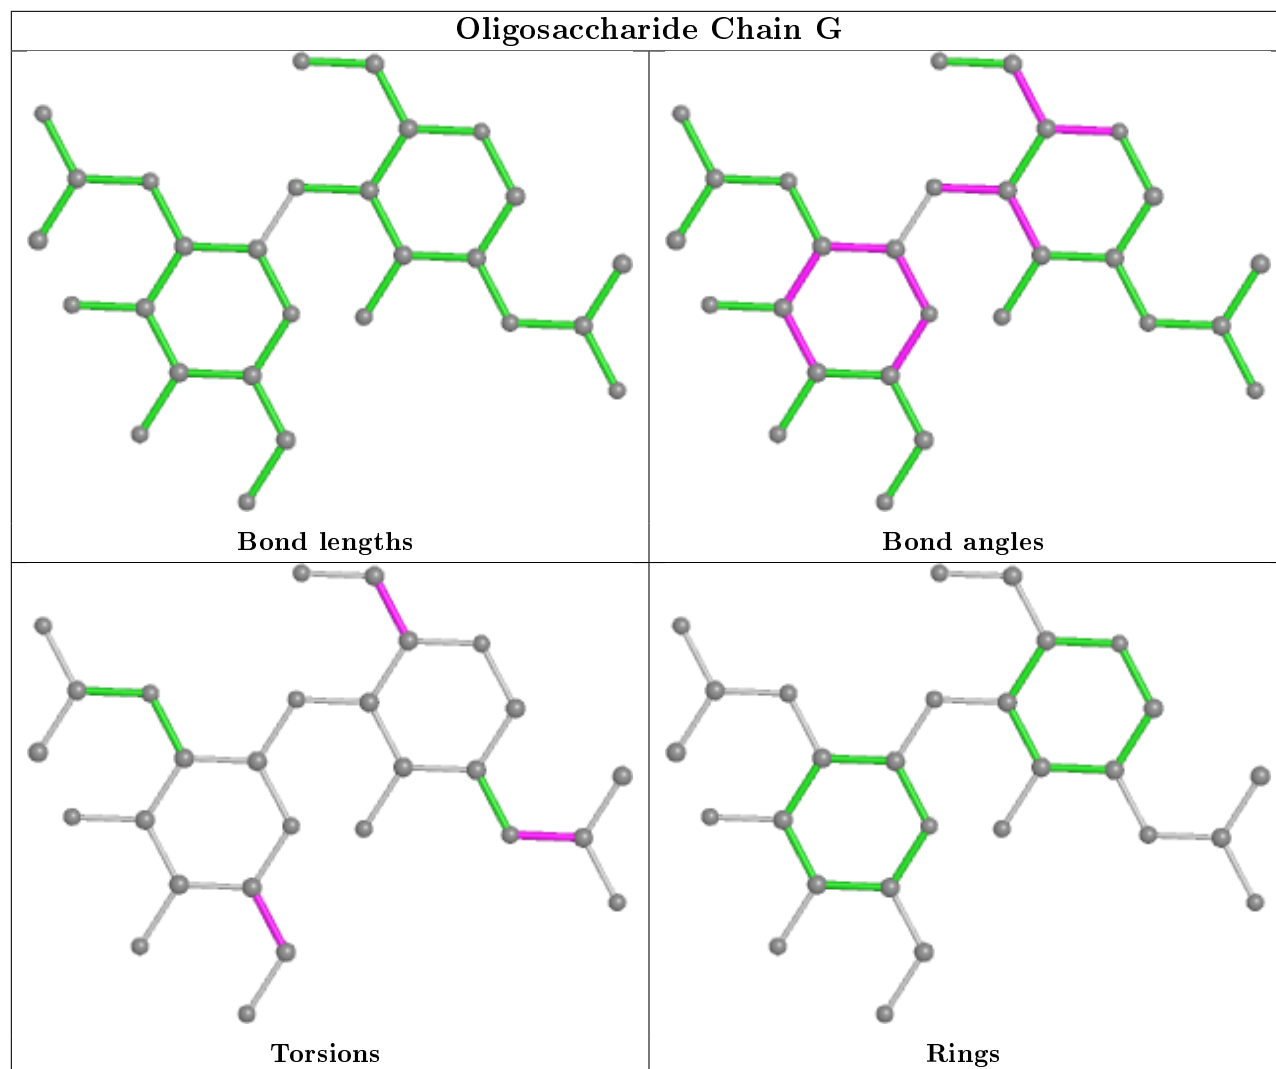 Oligosaccharide Chain G
Bond lengths
Bond angles
Torsions
Rings